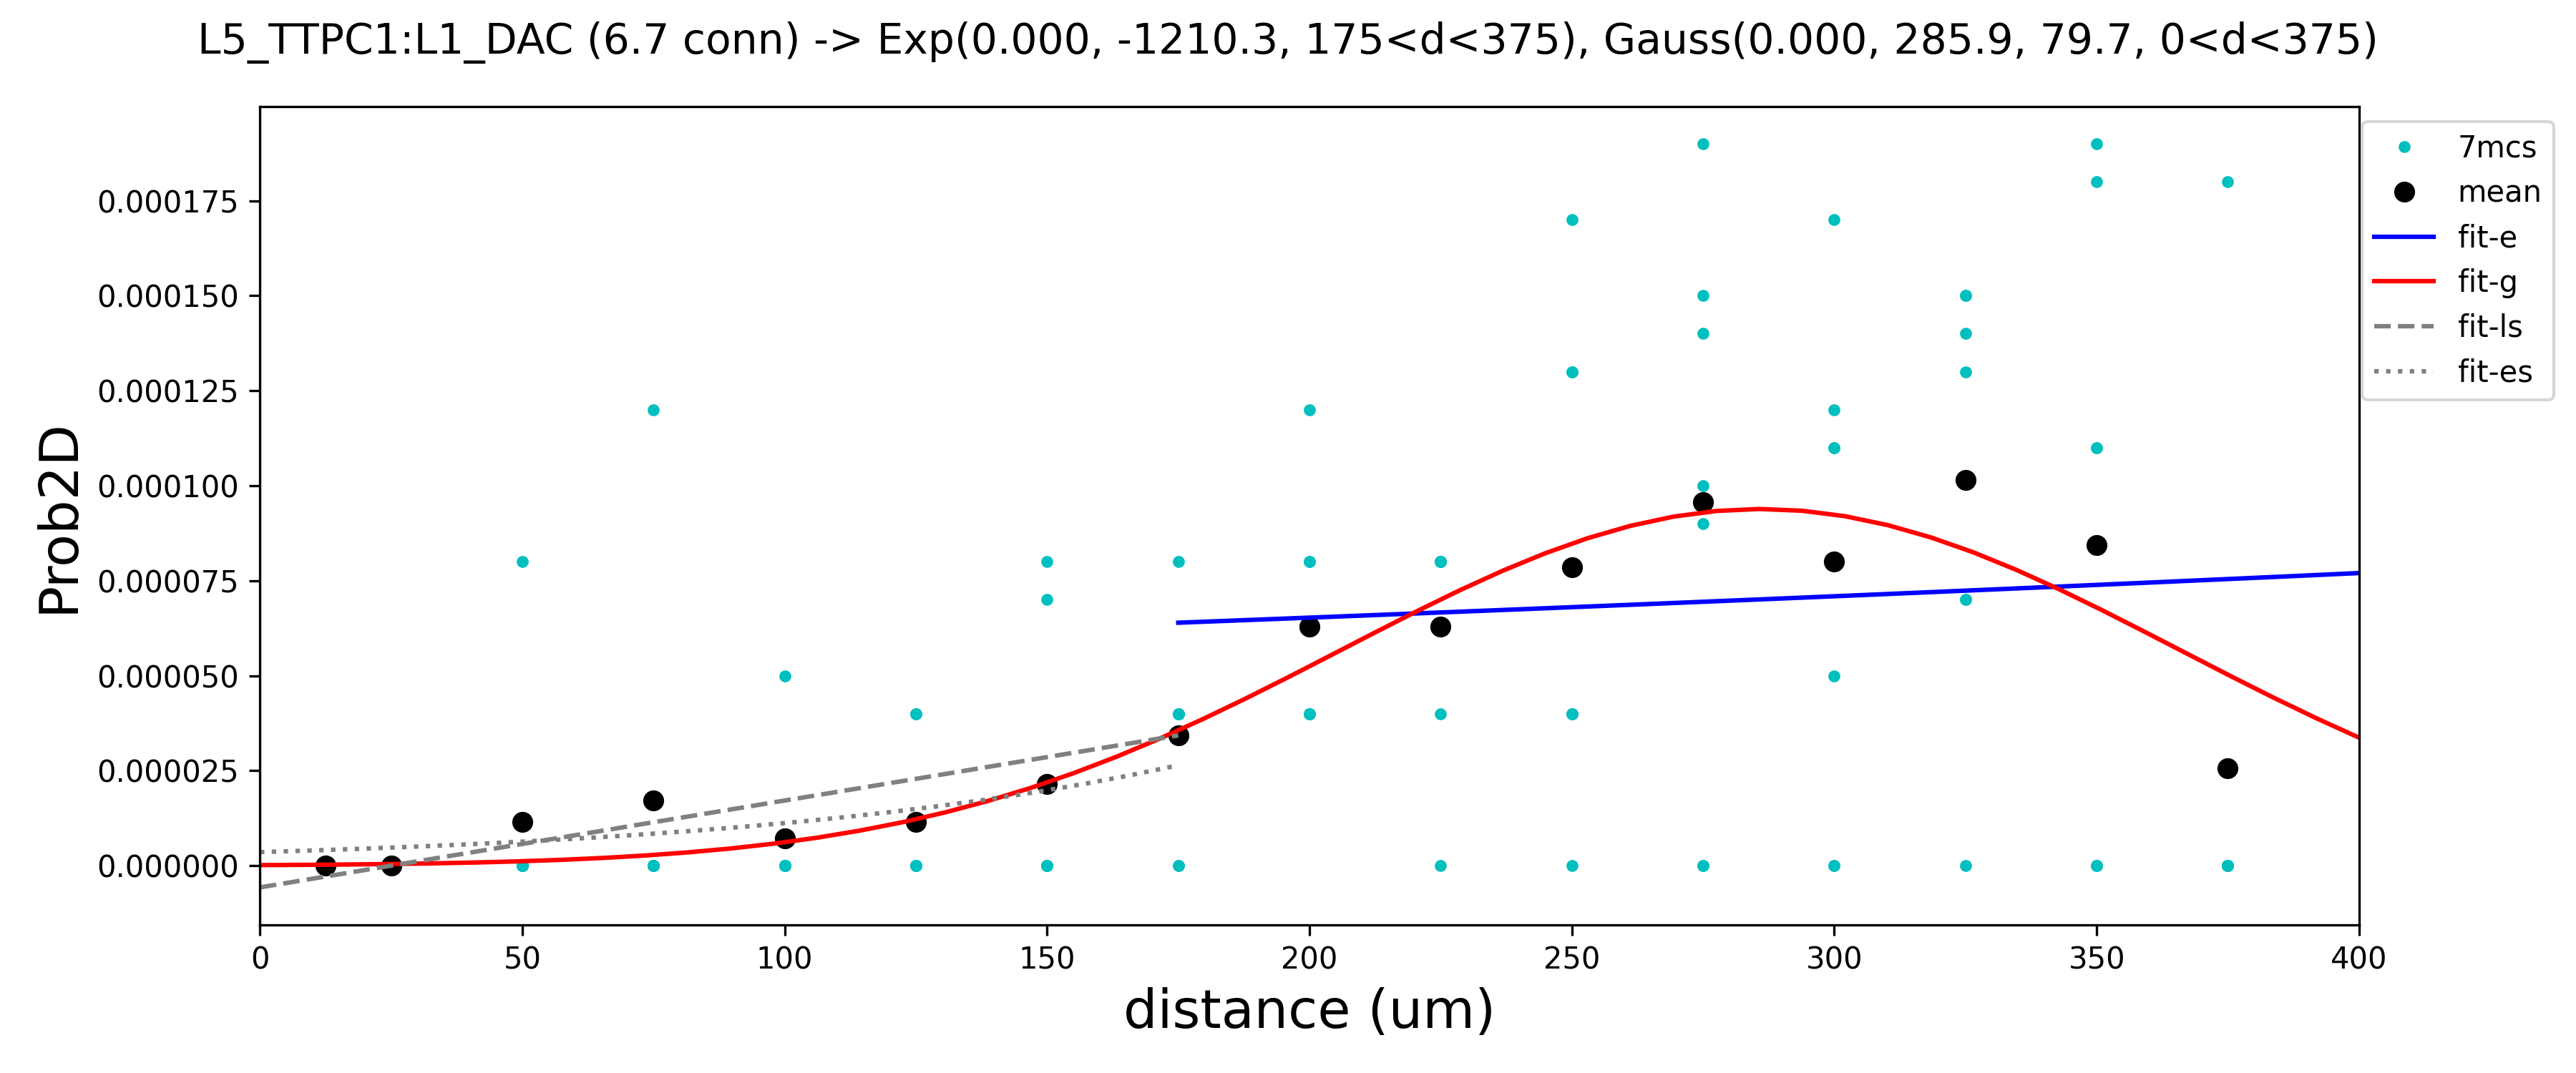 L5_TTPC1:L1_DAC (6.7 conn) -> Exp(0.000, -1210.3, 175<d<375), Gauss(0.000, 285.9, 79.7, 0<d<375)
7mcs
mean
fit-e
fit-g
fit-ls
fit-es
Prob2D
0.000175
0.000150
0.000125
0.000100
0.000075
0.000050
0.000025
0.000000
0 50 100 150 200 250 300 350 400
distance (um)